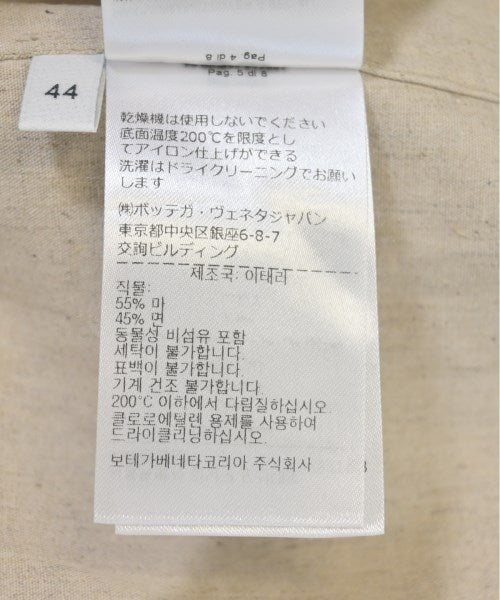 Pag. 4 di 8
Pag. 5 di 8
44
乾燥機は使用しないでください
底面温度200℃を限度とし
てアイロン仕上げができる
洗濯はドライクリーニングでお願い
します
㈱ボッテガ・ヴェネタジャパン
東京都中央区銀座6-8-7
交詢ビルディング
제조국: 이태리
직물:
55% 마
45% 면
동물성 비섬유 포함
세탁이 불가합니다.
표백이 불가합니다.
기계 건조 불가합니다.
200℃ 이하에서 다림질하십시오.
클로로에틸렌 용제를 사용하여
드라이클리닝하십시오.
보테가베네타코리아 주식회사